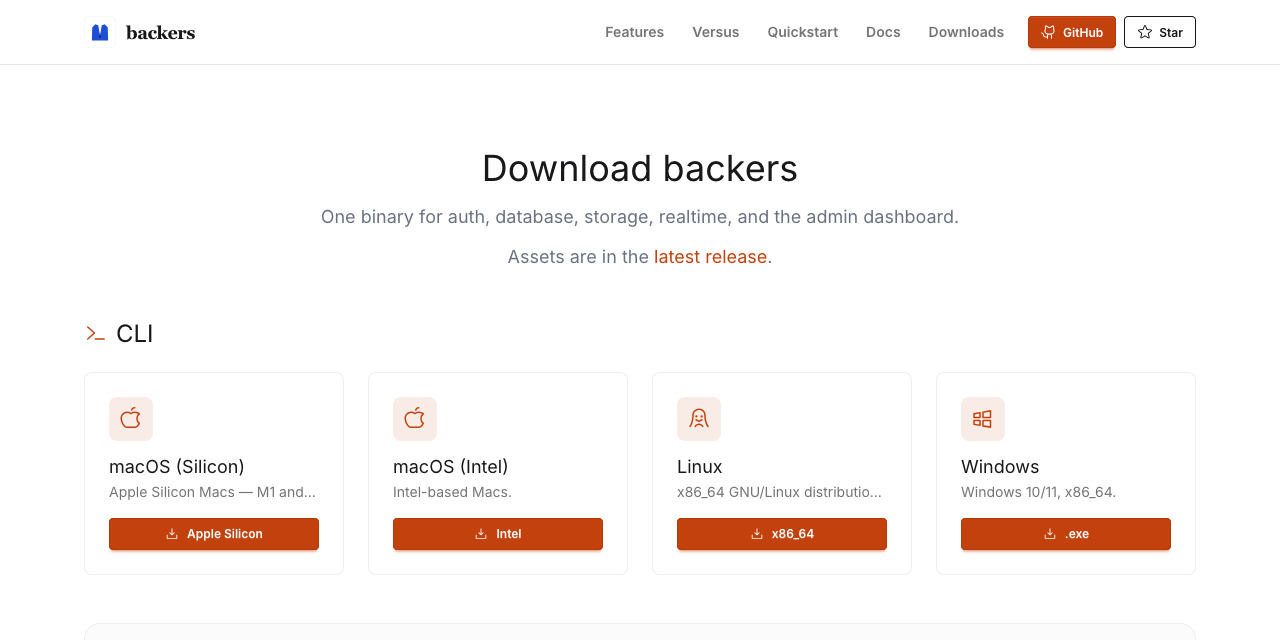 backers
Features
Versus
Quickstart
Docs
Downloads
GitHub
Star
Download backers
One binary for auth, database, storage, realtime, and the admin dashboard.
Assets are in the latest release.
CLI
macOS (Silicon)
Apple Silicon Macs — M1 and...
Apple Silicon
macOS (Intel)
Intel-based Macs.
Intel
Linux
x86_64 GNU/Linux distributio...
x86_64
Windows
Windows 10/11, x86_64.
.exe